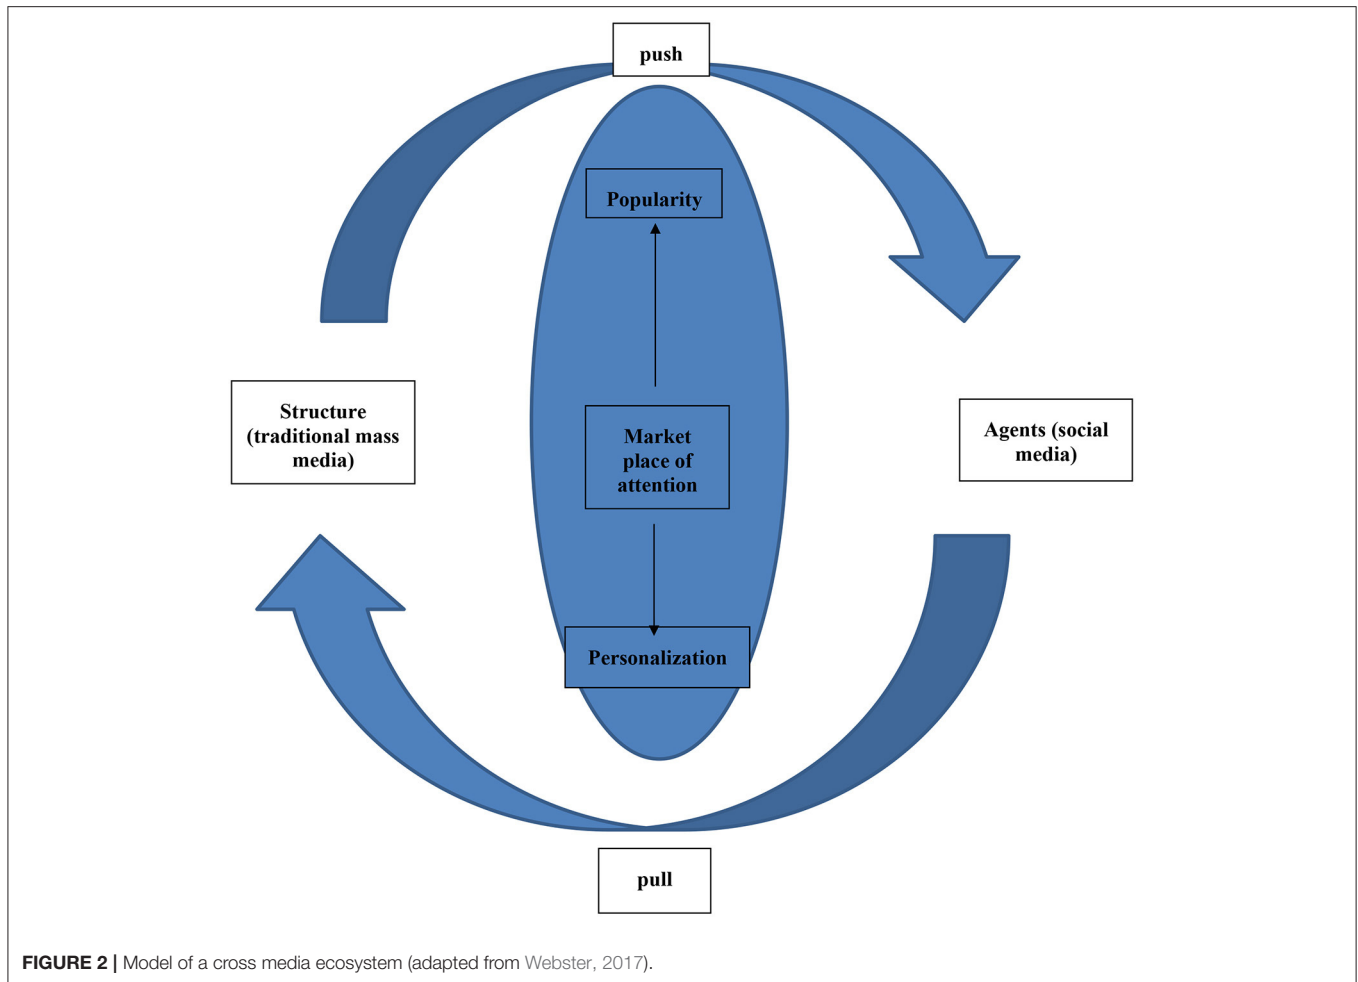 push
Popularity
Structure
(traditional mass
media)
Market
place of
attention
Agents (social
media)
Personalization
pull
FIGURE 2 | Model of a cross media ecosystem (adapted from Webster, 2017).